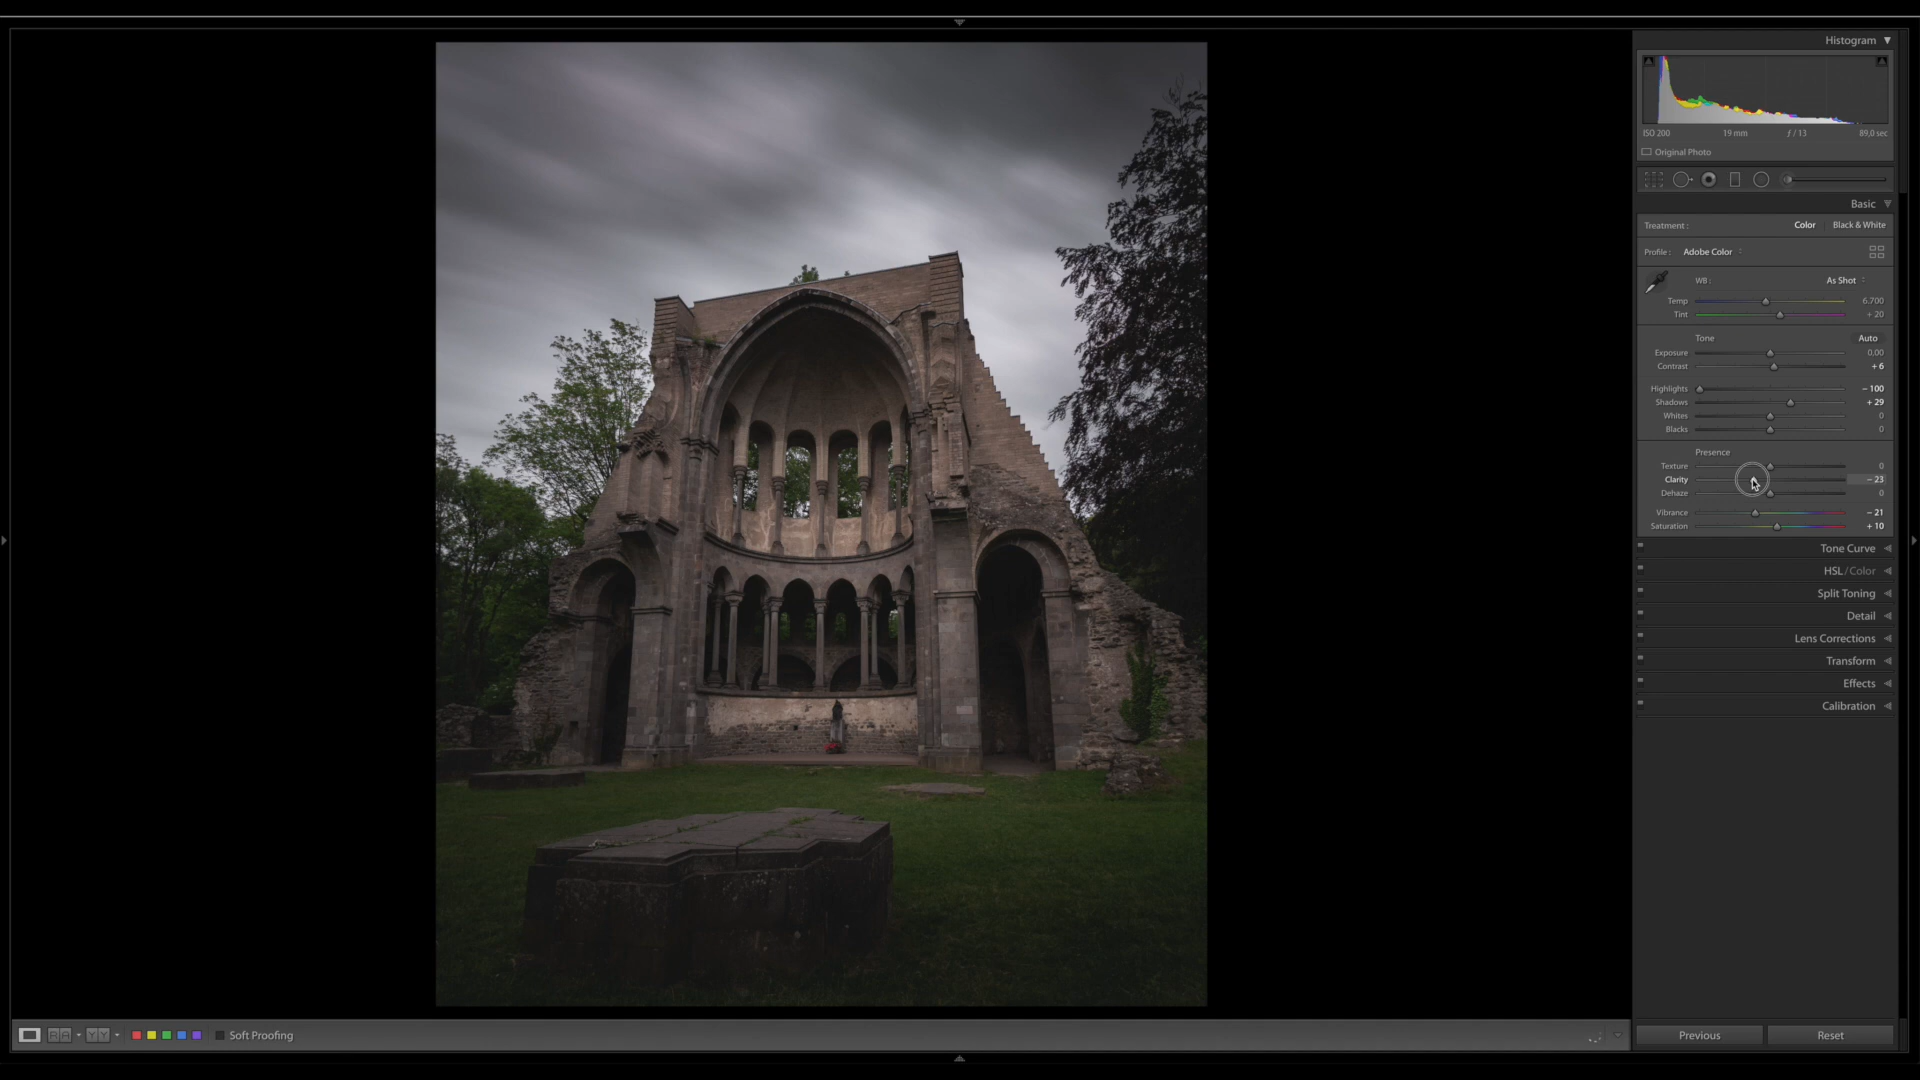 Histogram
ISO 200 19 mm ƒ / 13 89,0 sec
Original Photo
Basic
Treatment : Color Black & White
Profile : Adobe Color
WB : As Shot
Temp 6.700
Tint + 20
Tone Auto
Exposure 0,00
Contrast + 6
Highlights − 100
Shadows + 29
Whites 0
Blacks 0
Presence
Texture 0
Clarity − 23
Dehaze 0
Vibrance − 21
Saturation + 10
Tone Curve
HSL / Color
Split Toning
Detail
Lens Corrections
Transform
Effects
Calibration
R A Y Y Soft Proofing
Previous Reset